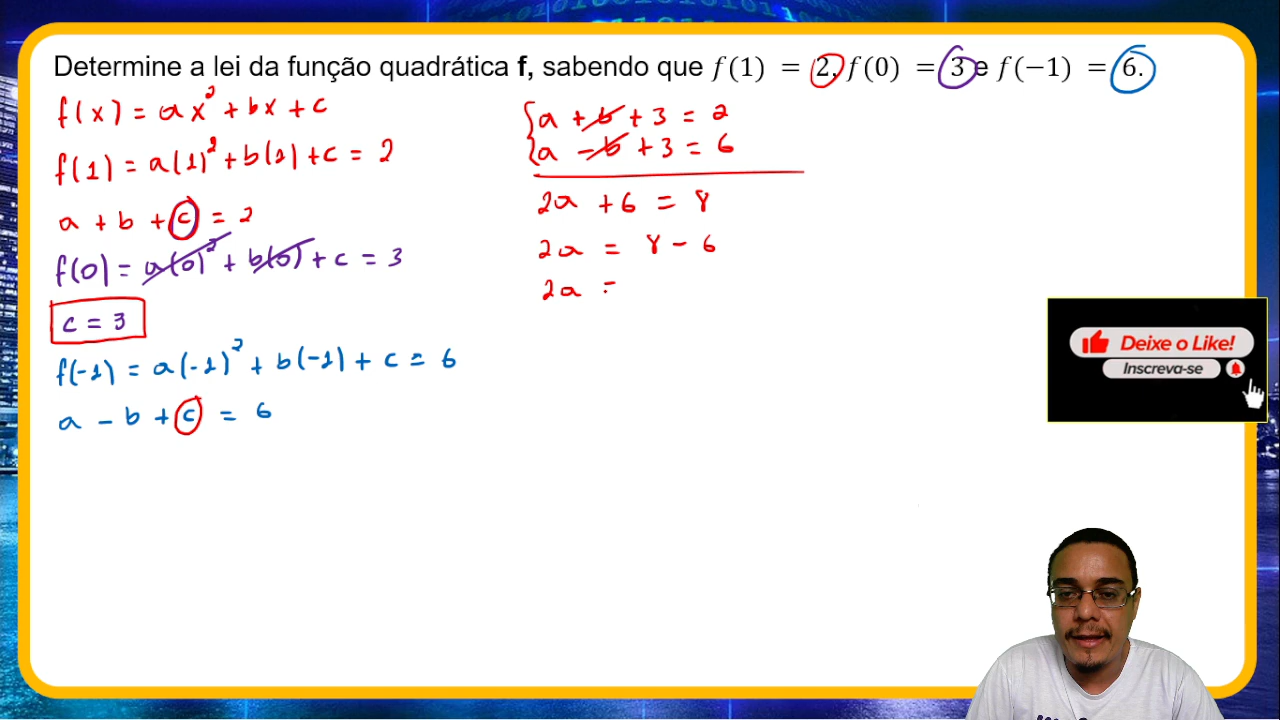 Determine a lei da função quadrática f, sabendo que f(1) = 2, f(0) = 3 e f(−1) = 6.
f(x) = ax² + bx + c
f(1) = a(1)² + b(1) + c = 2
a + b + c = 2
f(0) = a(0)² + b(0) + c = 3
c = 3
f(-1) = a(-1)² + b(-1) + c = 6
a - b + c = 6
a + b + 3 = 2
a - b + 3 = 6
2a + 6 = 8
2a = 8 - 6
2a =
Deixe o Like!
Inscreva-se